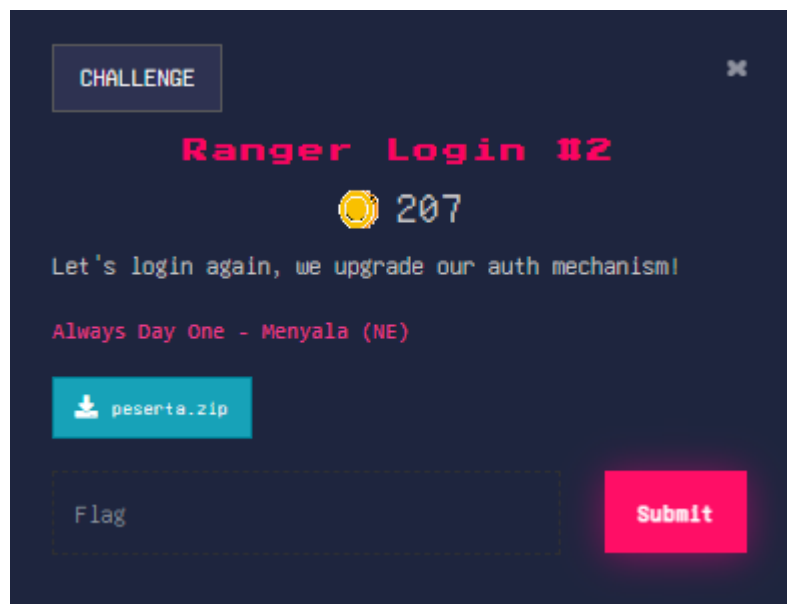 CHALLENGE
Ranger Login #2
207
Let's login again, we upgrade our auth mechanism!
Always Day One - Menyala (NE)
peserta.zip
Flag
Submit